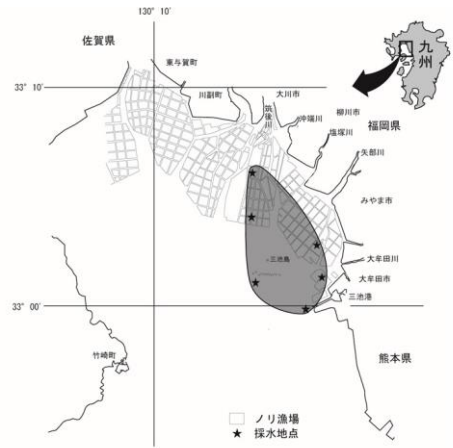 130° 10′
佐賀県
九州
東与賀町
33° 10′
川副町
大川市
筑後川
沖端川
柳川市
塩塚川
福岡県
矢部川
みやま市
三池島
大牟田川
大牟田市
三池港
33° 00′
竹崎町
熊本県
ノリ漁場
★ 採水地点